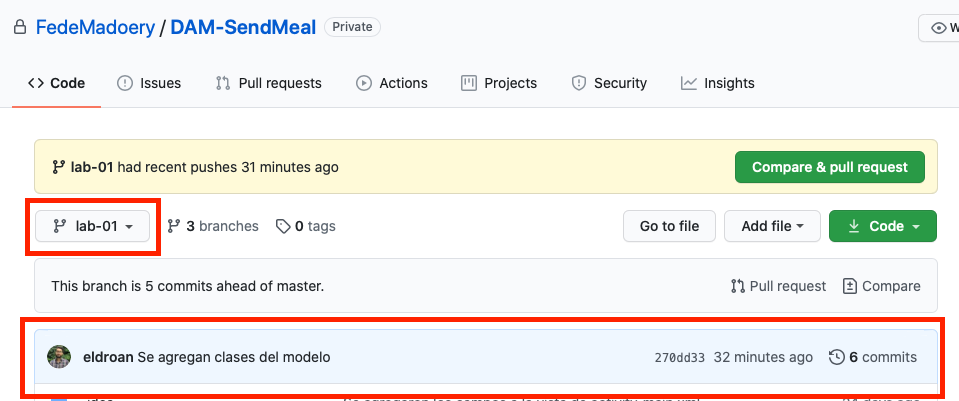 FedeMadoery / DAM-SendMeal Private
W
Code Issues Pull requests Actions Projects Security Insights
lab-01 had recent pushes 31 minutes ago Compare & pull request
lab-01 3 branches 0 tags Go to file Add file Code
This branch is 5 commits ahead of master. Pull request Compare
eldroan Se agregan clases del modelo 270dd33 32 minutes ago 6 commits